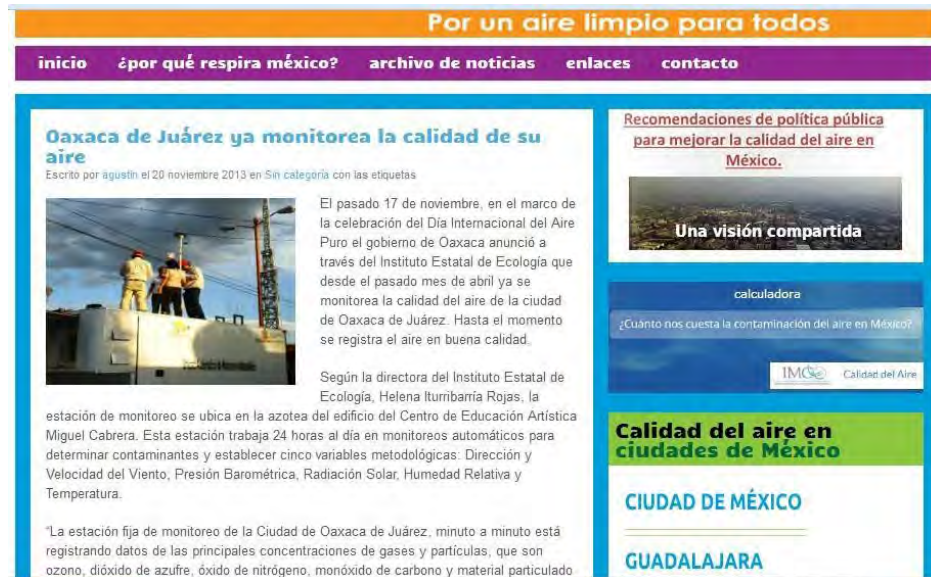 Por un aire limpio para todos
inicio ¿por qué respira méxico? archivo de noticias enlaces contacto
Oaxaca de Juárez ya monitorea la calidad de su
aire
Escrito por agustin el 20 noviembre 2013 en Sin categoría con las etiquetas
El pasado 17 de noviembre, en el marco de
la celebración del Día Internacional del Aire
Puro el gobierno de Oaxaca anunció a
través del Instituto Estatal de Ecología que
desde el pasado mes de abril ya se
monitorea la calidad del aire de la ciudad
de Oaxaca de Juárez. Hasta el momento
se registra el aire en buena calidad.
Según la directora del Instituto Estatal de
Ecología, Helena Iturribarría Rojas, la
estación de monitoreo se ubica en la azotea del edificio del Centro de Educación Artística
Miguel Cabrera. Esta estación trabaja 24 horas al día en monitoreos automáticos para
determinar contaminantes y establecer cinco variables metodológicas: Dirección y
Velocidad del Viento, Presión Barométrica, Radiación Solar, Humedad Relativa y
Temperatura.
“La estación fija de monitoreo de la Ciudad de Oaxaca de Juárez, minuto a minuto está
registrando datos de las principales concentraciones de gases y partículas, que son
ozono, dióxido de azufre, óxido de nitrógeno, monóxido de carbono y material particulado
Recomendaciones de política pública
para mejorar la calidad del aire en
México.
Una visión compartida
calculadora
¿Cuánto nos cuesta la contaminación del aire en México?
IMCO Calidad del Aire
Calidad del aire en
ciudades de México
CIUDAD DE MÉXICO
GUADALAJARA